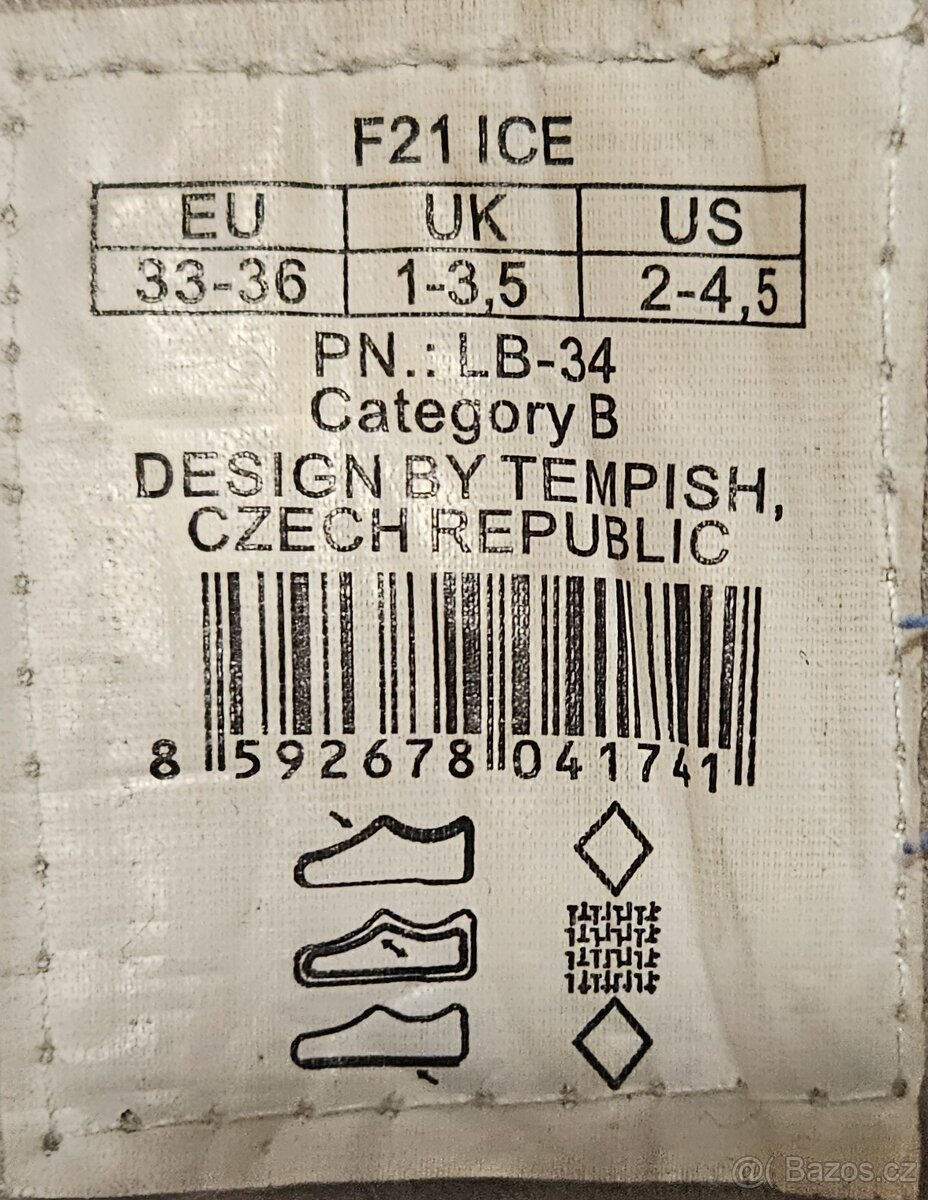 F21 ICE
EU UK US
33-36 1-3,5 2-4,5
PN.: LB-34
Category B
DESIGN BY TEMPISH,
CZECH REPUBLIC
8 592678 041741
@( Bazos.cz